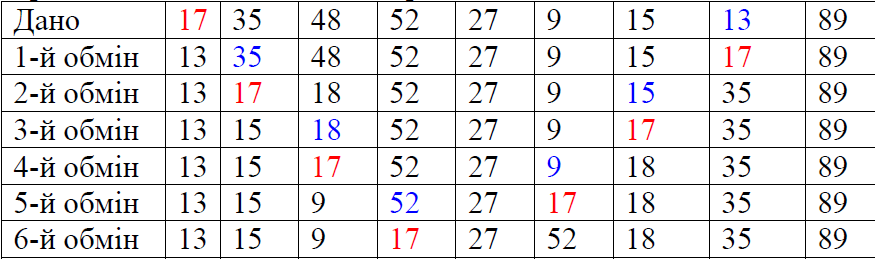 Дано 17 35 48 52 27 9 15 13 89
1-й обмін 13 35 48 52 27 9 15 17 89
2-й обмін 13 17 18 52 27 9 15 35 89
3-й обмін 13 15 18 52 27 9 17 35 89
4-й обмін 13 15 17 52 27 9 18 35 89
5-й обмін 13 15 9 52 27 17 18 35 89
6-й обмін 13 15 9 17 27 52 18 35 89